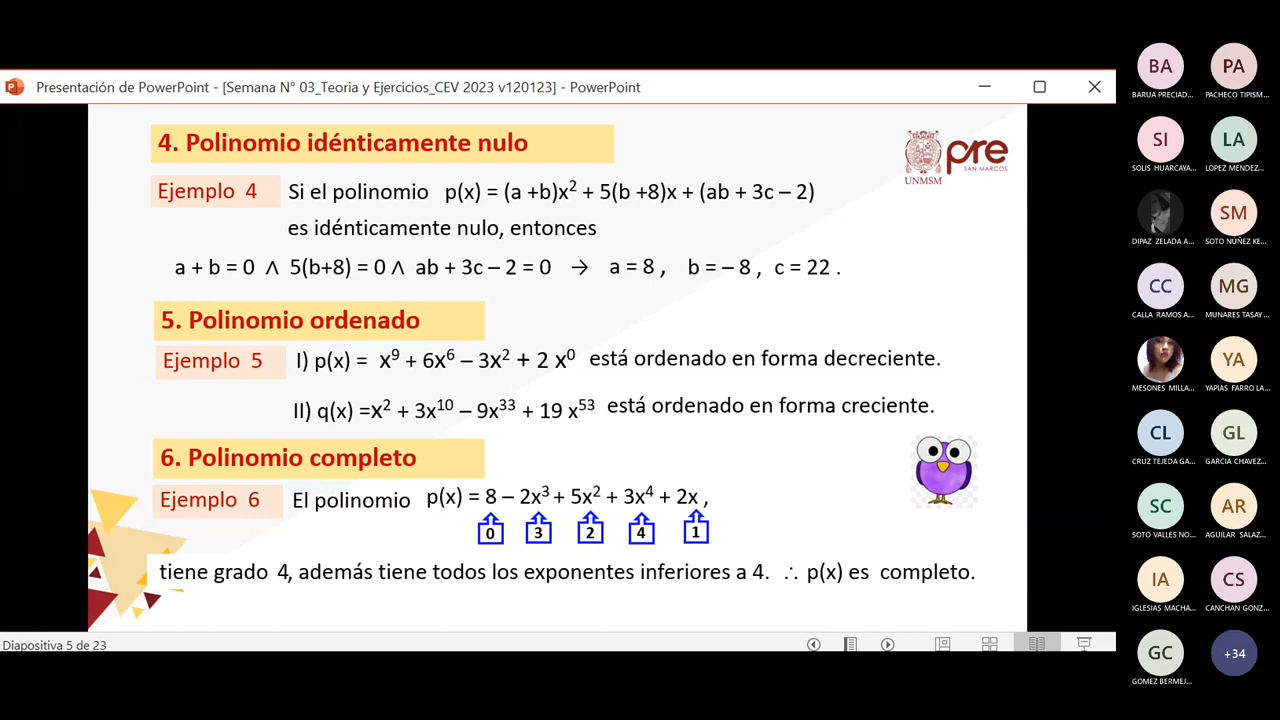 Presentación de PowerPoint - [Semana N° 03_Teoria y Ejercicios_CEV 2023 v120123] - PowerPoint
4. Polinomio idénticamente nulo
pre
SAN MARCOS
UNMSM
Ejemplo 4 Si el polinomio p(x) = (a +b)x² + 5(b +8)x + (ab + 3c – 2)
es idénticamente nulo, entonces
a + b = 0 ∧ 5(b+8) = 0 ∧ ab + 3c – 2 = 0 → a = 8 , b = – 8 , c = 22 .
5. Polinomio ordenado
Ejemplo 5 I) p(x) = x⁹ + 6x⁶ – 3x² + 2 x⁰ está ordenado en forma decreciente.
II) q(x) =x² + 3x¹⁰ – 9x³³ + 19 x⁵³ está ordenado en forma creciente.
6. Polinomio completo
Ejemplo 6 El polinomio p(x) = 8 – 2x³ + 5x² + 3x⁴ + 2x ,
0 3 2 4 1
tiene grado 4, además tiene todos los exponentes inferiores a 4. ∴ p(x) es completo.
Diapositiva 5 de 23
BA PA
BARUA PRECIAD... PACHECO TIPISM...
SI LA
SOLIS HUARCAYA... LOPEZ MENDEZ...
SM
DIPAZ ZELADA A... SOTO NÚÑEZ KE...
CC MG
CALLA RAMOS A... MUNARES TASAY...
YA
MESONES MILLA... YAPIAS FARRO LA...
CL GL
CRUZ TEJEDA GA... GARCIA CHAVEZ...
SC AR
SOTO VALLES NO... AGUILAR SALAZ...
IA CS
IGLESIAS MACHA... CANCHAN GONZ...
GC +34
GOMEZ BERMEJ...